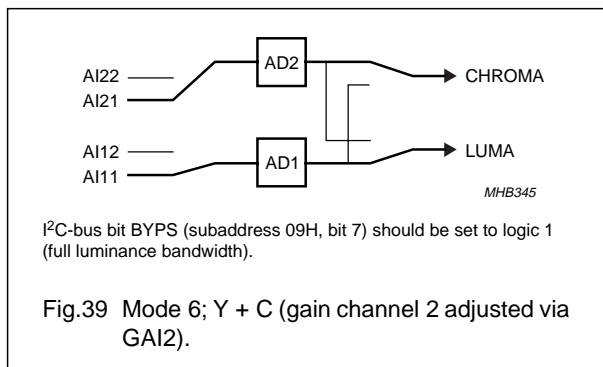 AI22
AI21
AD2
CHROMA
AI12
AI11
AD1
LUMA
MHB345
I²C-bus bit BYPS (subaddress 09H, bit 7) should be set to logic 1
(full luminance bandwidth).
Fig.39 Mode 6; Y + C (gain channel 2 adjusted via
GAI2).